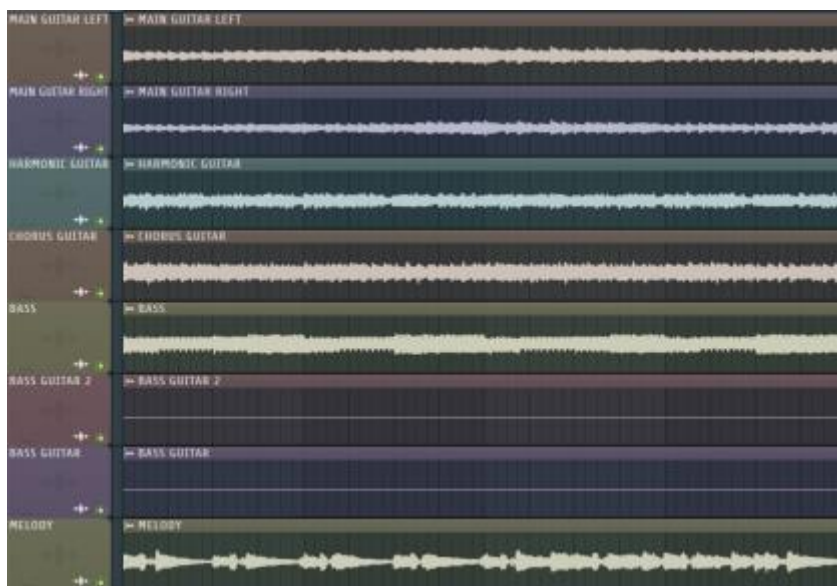 MAIN GUITAR LEFT
MAIN GUITAR LEFT
MAIN GUITAR RIGHT
MAIN GUITAR RIGHT
HARMONIC GUITAR
HARMONIC GUITAR
CHORUS GUITAR
CHORUS GUITAR
BASS
BASS
BASS GUITAR 2
BASS GUITAR 2
BASS GUITAR
BASS GUITAR
MELODY
MELODY